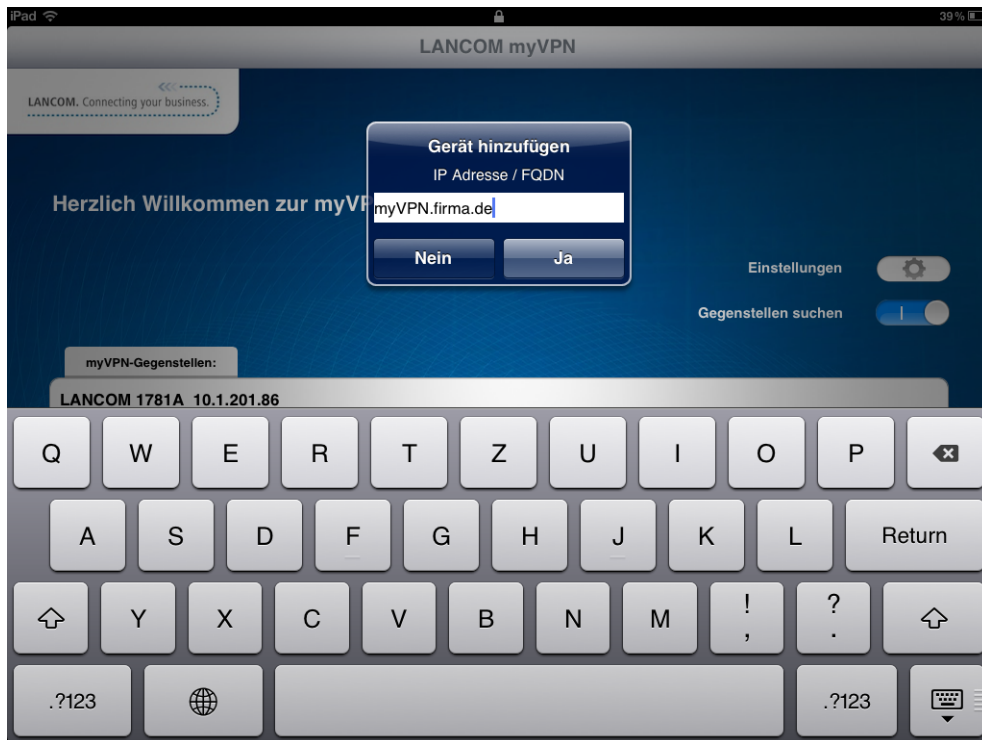 iPad 39%
LANCOM myVPN
LANCOM. Connecting your business.
Gerät hinzufügen
IP Adresse / FQDN
myVPN.firma.de
Nein Ja
Herzlich Willkommen zur myVP
Einstellungen
Gegenstellen suchen
myVPN-Gegenstellen:
LANCOM 1781A 10.1.201.86
Q W E R T Z U I O P
A S D F G H J K L Return
Y X C V B N M ! , ? .
.?123 .?123